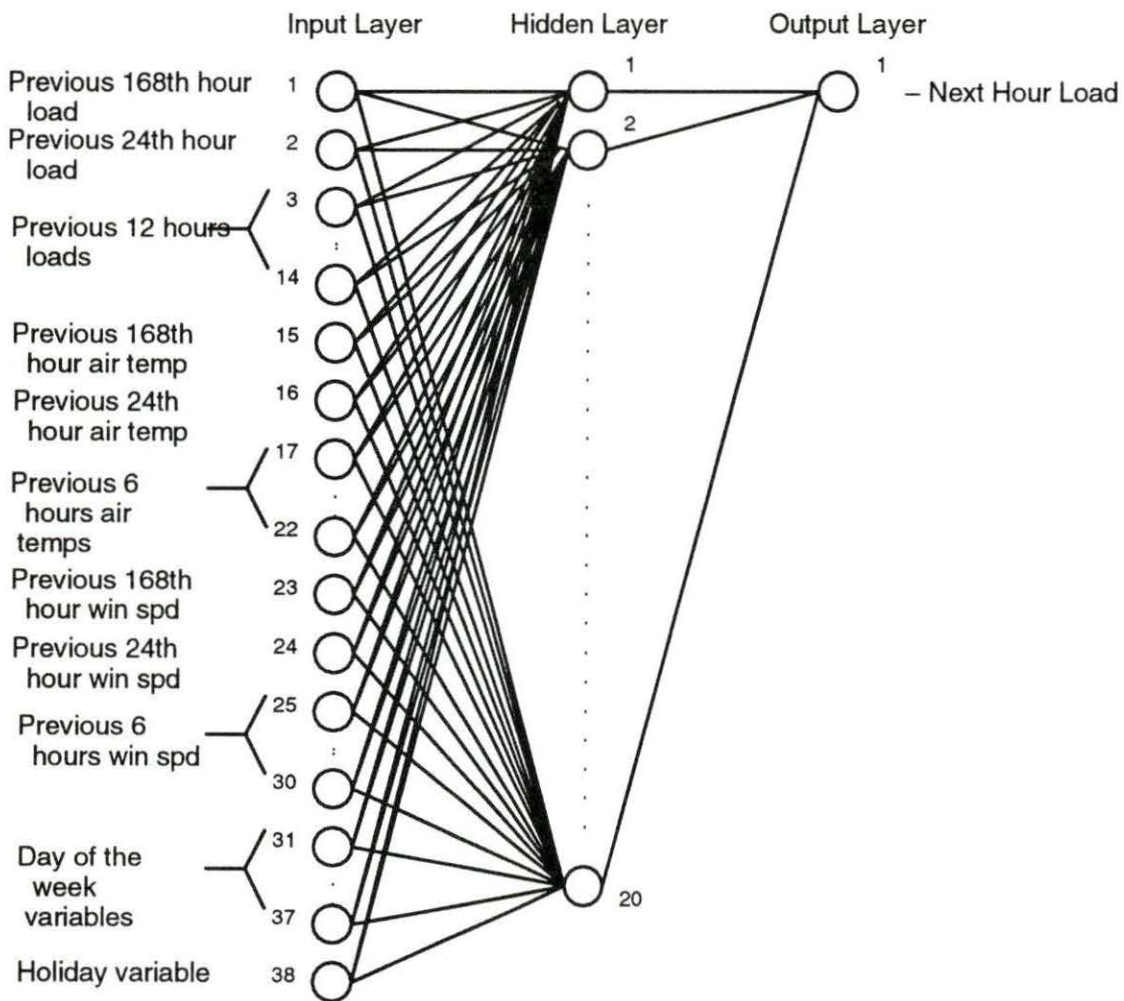 Input Layer
Hidden Layer
Output Layer
Previous 168th hour
load
1
Previous 24th hour
load
2
Previous 12 hours
loads
3
14
Previous 168th
hour air temp
15
Previous 24th
hour air temp
16
Previous 6
hours air
temps
17
22
Previous 168th
hour win spd
23
Previous 24th
hour win spd
24
Previous 6
hours win spd
25
30
Day of the
week
variables
31
37
Holiday variable
38
1
2
20
1
– Next Hour Load